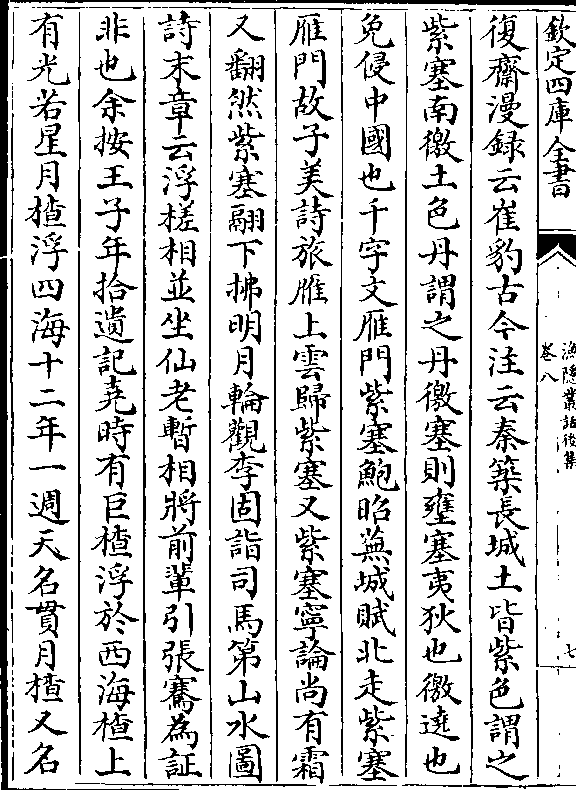 欽定四庫全書
漁隱叢話後集
卷八
七
復齋漫録云崔豹古今注云秦築長城土皆紫色謂之
紫塞南徼土色丹謂之丹徼塞則壅塞夷狄也徼遶也
免侵中國也千字文雁門紫塞鮑昭蕪城賦北走紫塞
雁門故子美詩旅雁上雲歸紫塞又紫塞寧論尚有霜
又翻然紫塞翮下拂明月輪觀李固詣司馬第山水圖
詩末章云浮槎相並坐仙老暫相將前輩引張騫為証
非也余按王子年拾遺記堯時有巨楂浮於西海楂上
有光若星月楂浮四海十二年一週天名貫月楂又名